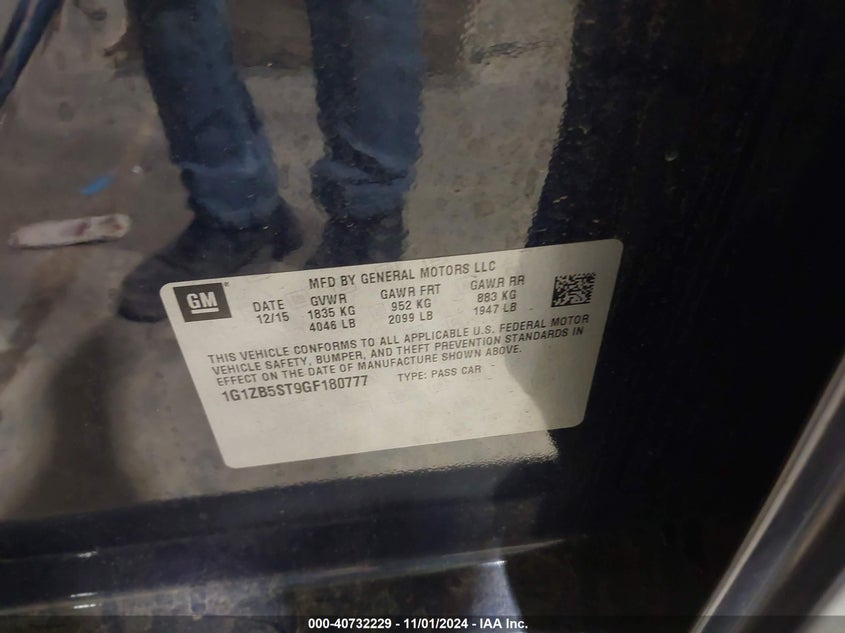 GM
MFD BY GENERAL MOTORS LLC
DATE GVWR GAWR FRT GAWR RR
12/15 1835 KG 952 KG 883 KG
4046 LB 2099 LB 1947 LB
THIS VEHICLE CONFORMS TO ALL APPLICABLE U.S. FEDERAL MOTOR
VEHICLE SAFETY, BUMPER, AND THEFT PREVENTION STANDARDS IN
EFFECT ON THE DATE OF MANUFACTURE SHOWN ABOVE.
1G1ZB5ST9GF180777 TYPE: PASS CAR
000-40732229 - 11/01/2024 - IAA Inc.